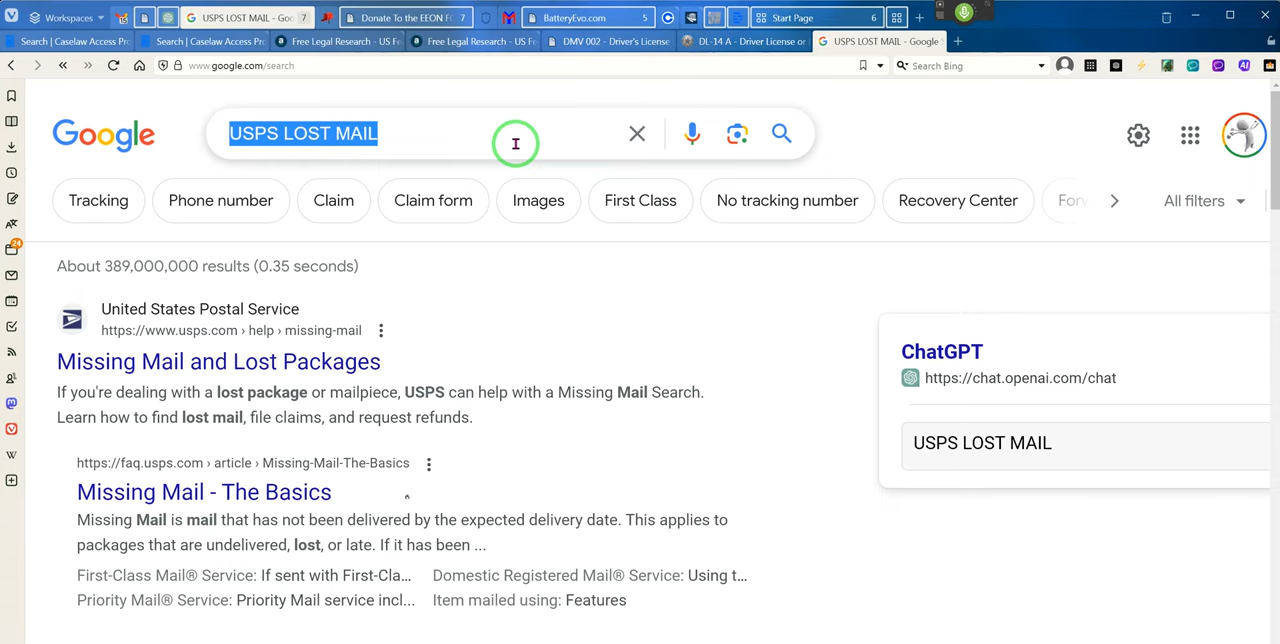 Workspaces
USPS LOST MAIL - Goo 7
Donate To the EEON F 7
BatteryEvo.com 5
Start Page 6
Search | Caselaw Access Pr
Search | Caselaw Access Pr
Free Legal Research - US F
Free Legal Research - US F
DMV 002 - Driver's License
DL-14 A - Driver License or
USPS LOST MAIL - Google
www.google.com/search
Search Bing
AI
24
Google
USPS LOST MAIL
Tracking
Phone number
Claim
Claim form
Images
First Class
No tracking number
Recovery Center
Forw
All filters
About 389,000,000 results (0.35 seconds)
United States Postal Service
https://www.usps.com › help › missing-mail
Missing Mail and Lost Packages
If you're dealing with a lost package or mailpiece, USPS can help with a Missing Mail Search.
Learn how to find lost mail, file claims, and request refunds.
ChatGPT
https://chat.openai.com/chat
USPS LOST MAIL
https://faq.usps.com › article › Missing-Mail-The-Basics
Missing Mail - The Basics
Missing Mail is mail that has not been delivered by the expected delivery date. This applies to
packages that are undelivered, lost, or late. If it has been ...
First-Class Mail® Service: If sent with First-Cla... Domestic Registered Mail® Service: Using t...
Priority Mail® Service: Priority Mail service incl... Item mailed using: Features